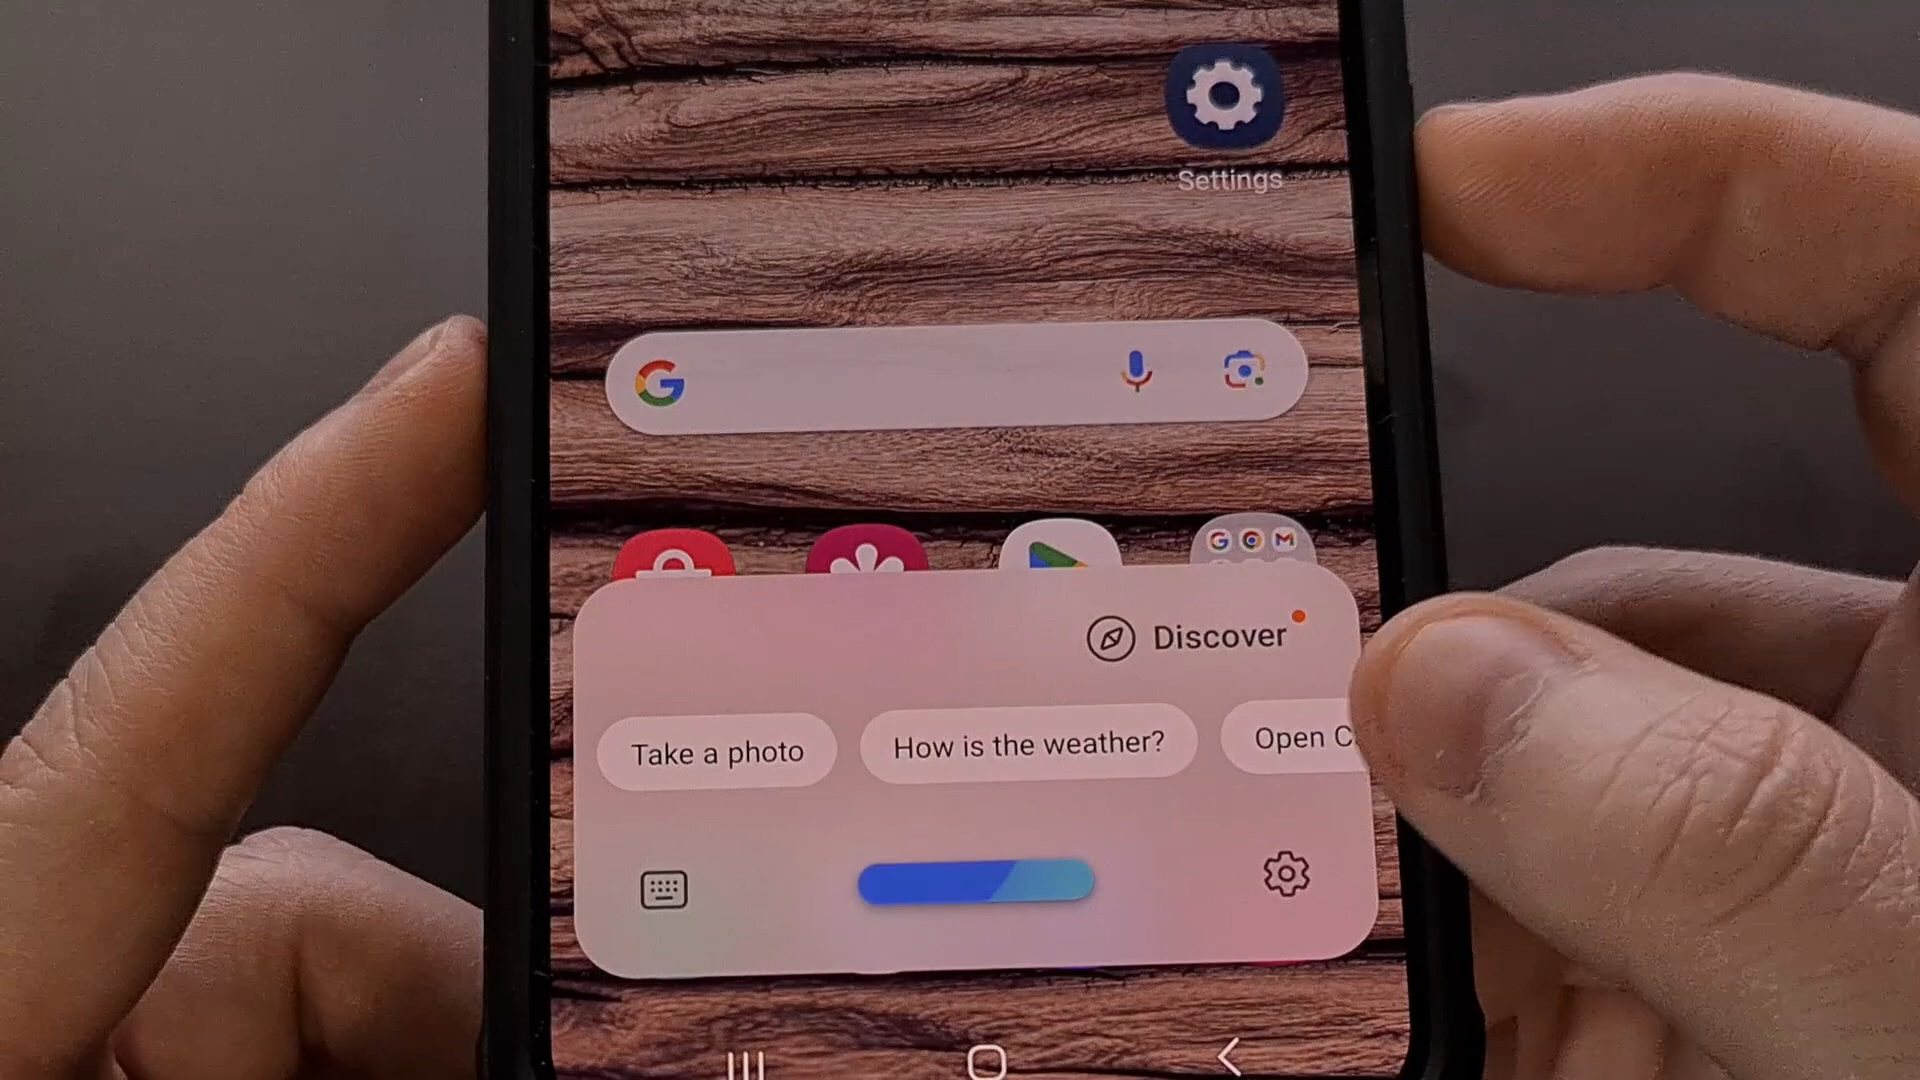 Settings
Discover
Take a photo
How is the weather?
Open C